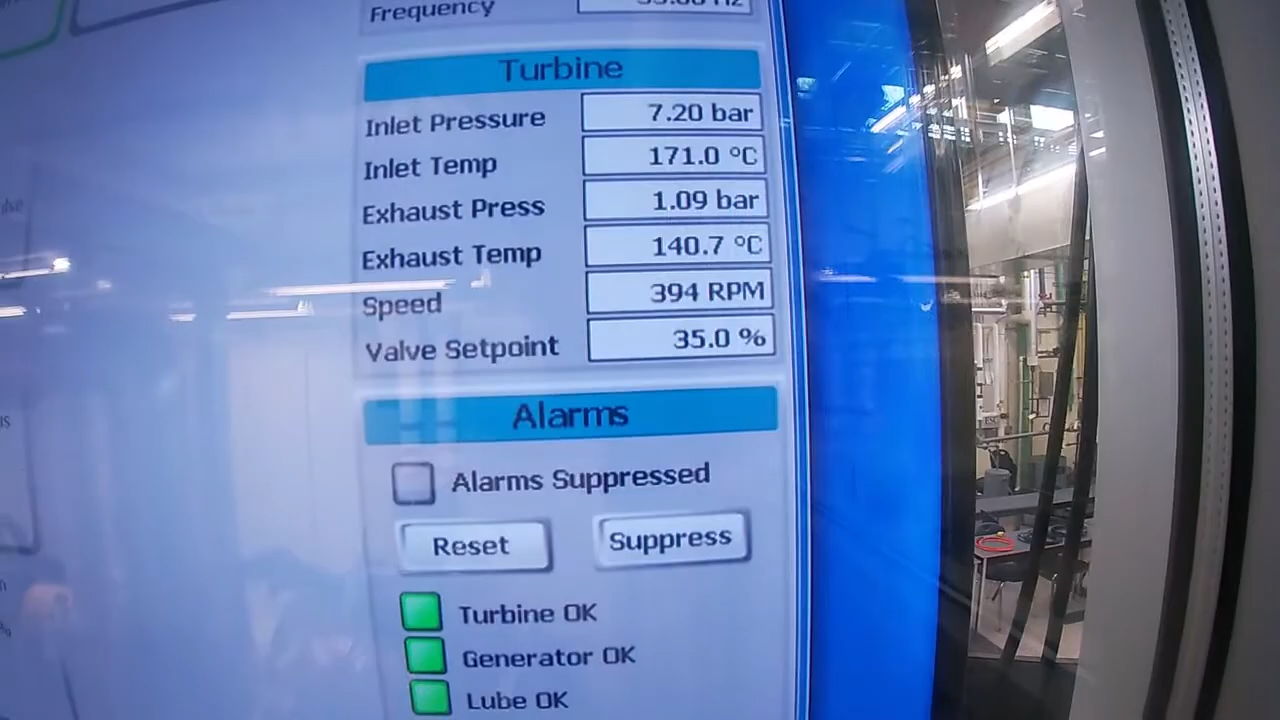 Frequency
Turbine
Inlet Pressure 7.20 bar
Inlet Temp 171.0 °C
Exhaust Press 1.09 bar
Exhaust Temp 140.7 °C
Speed 394 RPM
Valve Setpoint 35.0 %
Alarms
Alarms Suppressed
Reset Suppress
Turbine OK
Generator OK
Lube OK